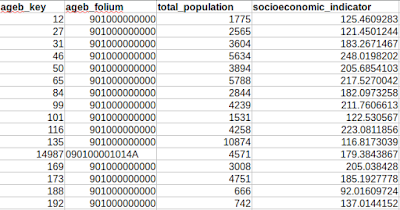 ageb_key ageb_folium total_population socioeconomic_indicator
12 901000000000 1775 125.4609283
27 901000000000 2565 121.4501244
31 901000000000 3604 183.2671467
46 901000000000 5634 248.0198202
50 901000000000 3894 205.6854103
65 901000000000 5788 217.5270042
84 901000000000 2844 182.0973258
99 901000000000 4239 211.7606613
101 901000000000 1531 122.530567
116 901000000000 4258 223.0811856
135 901000000000 10874 116.8173039
14987 09010001014A 4571 179.3843867
169 901000000000 3008 205.038428
173 901000000000 4751 185.1927778
188 901000000000 666 92.01609724
192 901000000000 742 137.0144152